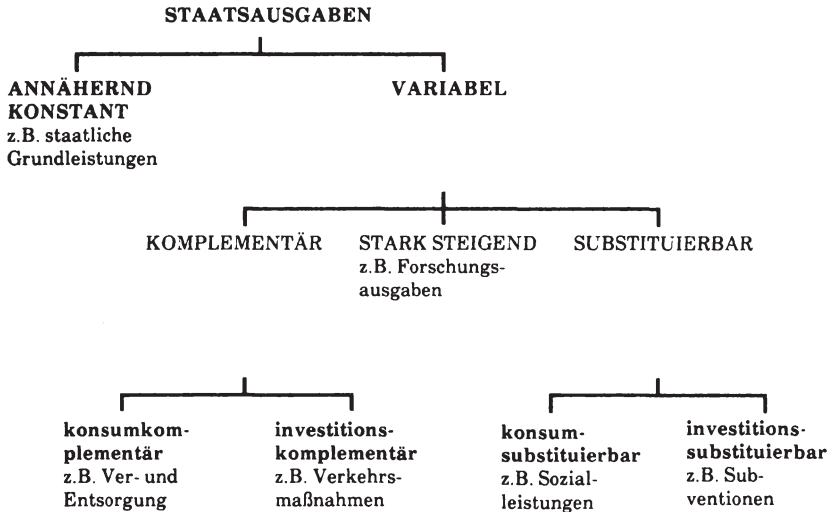 STAATSAUSGABEN
ANNÄHERND
KONSTANT
z.B. staatliche
Grundleistungen
VARIABEL
KOMPLEMENTÄR
STARK STEIGEND
z.B. Forschungs-
ausgaben
SUBSTITUIERBAR
konsumkom-
plementär
z.B. Ver- und
Entsorgung
investitions-
komplementär
z.B. Verkehrs-
maßnahmen
konsum-
substituierbar
z.B. Sozial-
leistungen
investitions-
substituierbar
z.B. Sub-
ventionen